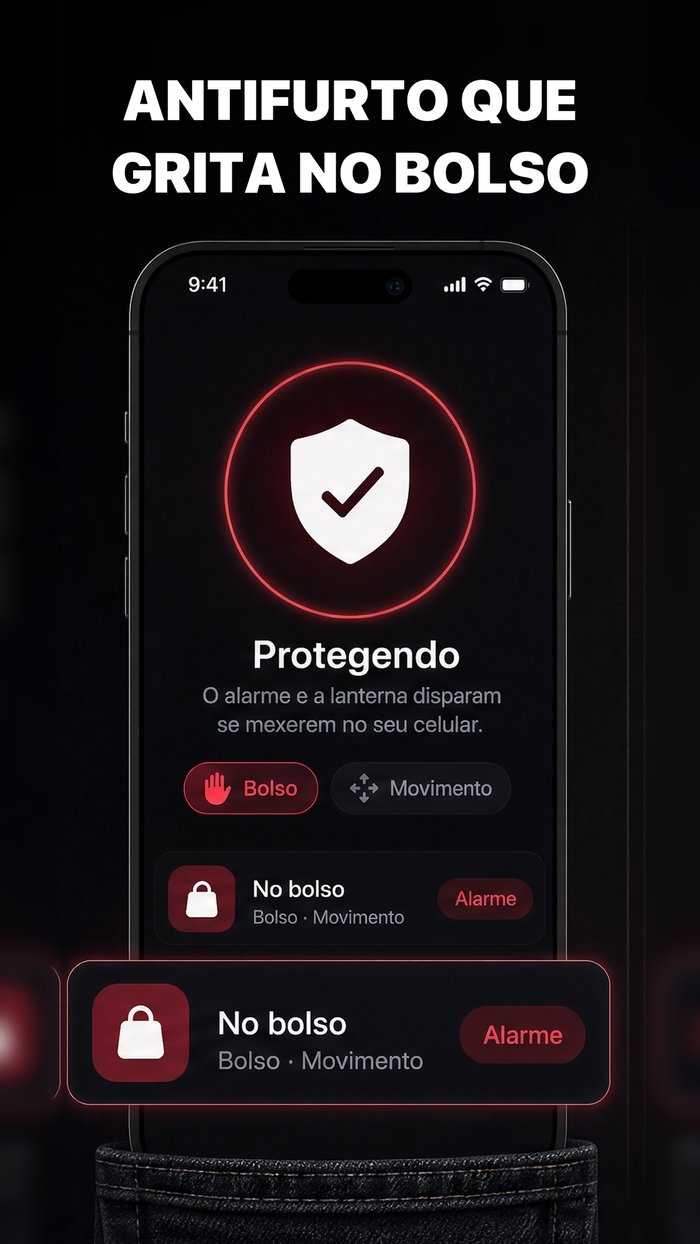 ANTIFURTO QUE
GRITA NO BOLSO
9:41
Protegendo
O alarme e a lanterna disparam
se mexerem no seu celular.
Bolso
Movimento
No bolso
Bolso · Movimento
Alarme
No bolso
Bolso · Movimento
Alarme